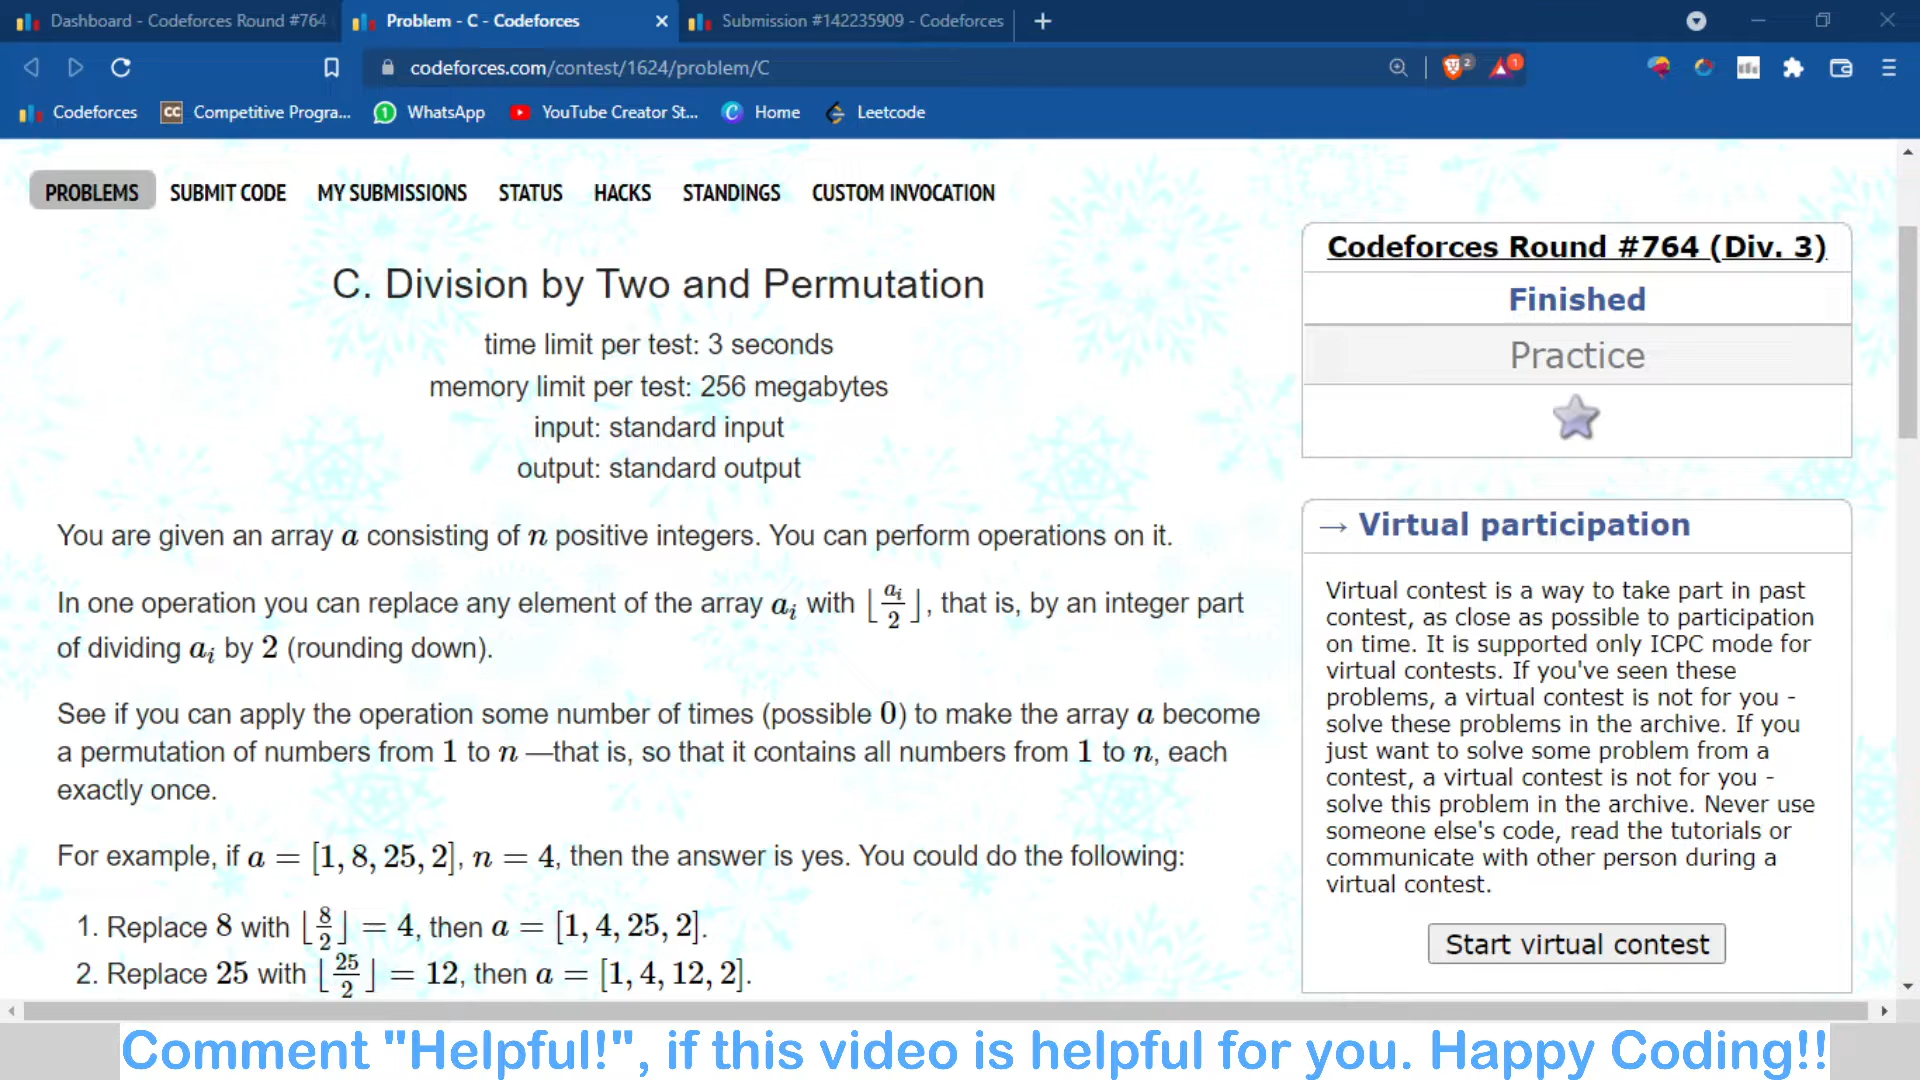 Dashboard - Codeforces Round #764
Problem - C - Codeforces
Submission #142235909 - Codeforces
codeforces.com/contest/1624/problem/C
2
1
Codeforces
CC
Competitive Progra...
WhatsApp
YouTube Creator St...
Home
Leetcode
PROBLEMS SUBMIT CODE MY SUBMISSIONS STATUS HACKS STANDINGS CUSTOM INVOCATION
C. Division by Two and Permutation
time limit per test: 3 seconds
memory limit per test: 256 megabytes
input: standard input
output: standard output
You are given an array a consisting of n positive integers. You can perform operations on it.
In one operation you can replace any element of the array aᵢ with ⌊aᵢ/2⌋, that is, by an integer part
of dividing aᵢ by 2 (rounding down).
See if you can apply the operation some number of times (possible 0) to make the array a become
a permutation of numbers from 1 to n —that is, so that it contains all numbers from 1 to n, each
exactly once.
For example, if a = [1, 8, 25, 2], n = 4, then the answer is yes. You could do the following:
1. Replace 8 with ⌊8/2⌋ = 4, then a = [1, 4, 25, 2].
2. Replace 25 with ⌊25/2⌋ = 12, then a = [1, 4, 12, 2].
Codeforces Round #764 (Div. 3)
Finished
Practice
→ Virtual participation
Virtual contest is a way to take part in past
contest, as close as possible to participation
on time. It is supported only ICPC mode for
virtual contests. If you've seen these
problems, a virtual contest is not for you -
solve these problems in the archive. If you
just want to solve some problem from a
contest, a virtual contest is not for you -
solve this problem in the archive. Never use
someone else's code, read the tutorials or
communicate with other person during a
virtual contest.
Start virtual contest
Comment "Helpful!", if this video is helpful for you. Happy Coding!!